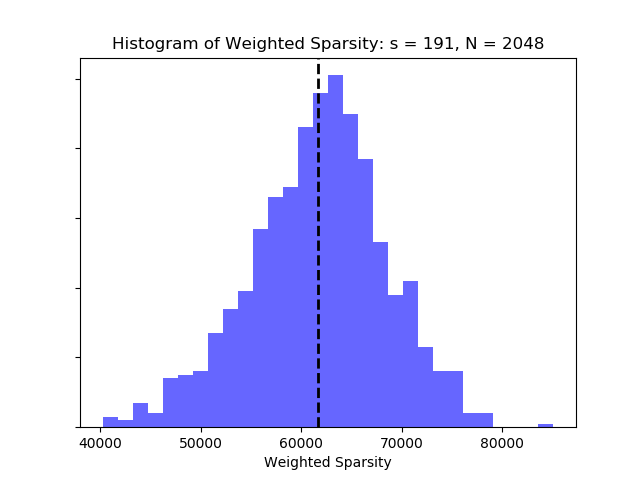 Histogram of Weighted Sparsity: s = 191, N = 2048
40000 50000 60000 70000 80000
Weighted Sparsity